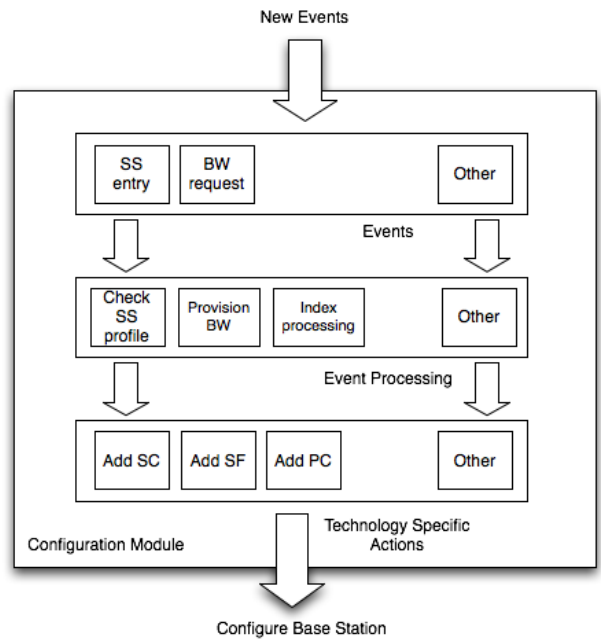 New Events
SS
entry
BW
request
Other
Events
Check
SS
profile
Provision
BW
Index
processing
Other
Event Processing
Add SC
Add SF
Add PC
Other
Technology Specific
Actions
Configuration Module
Configure Base Station